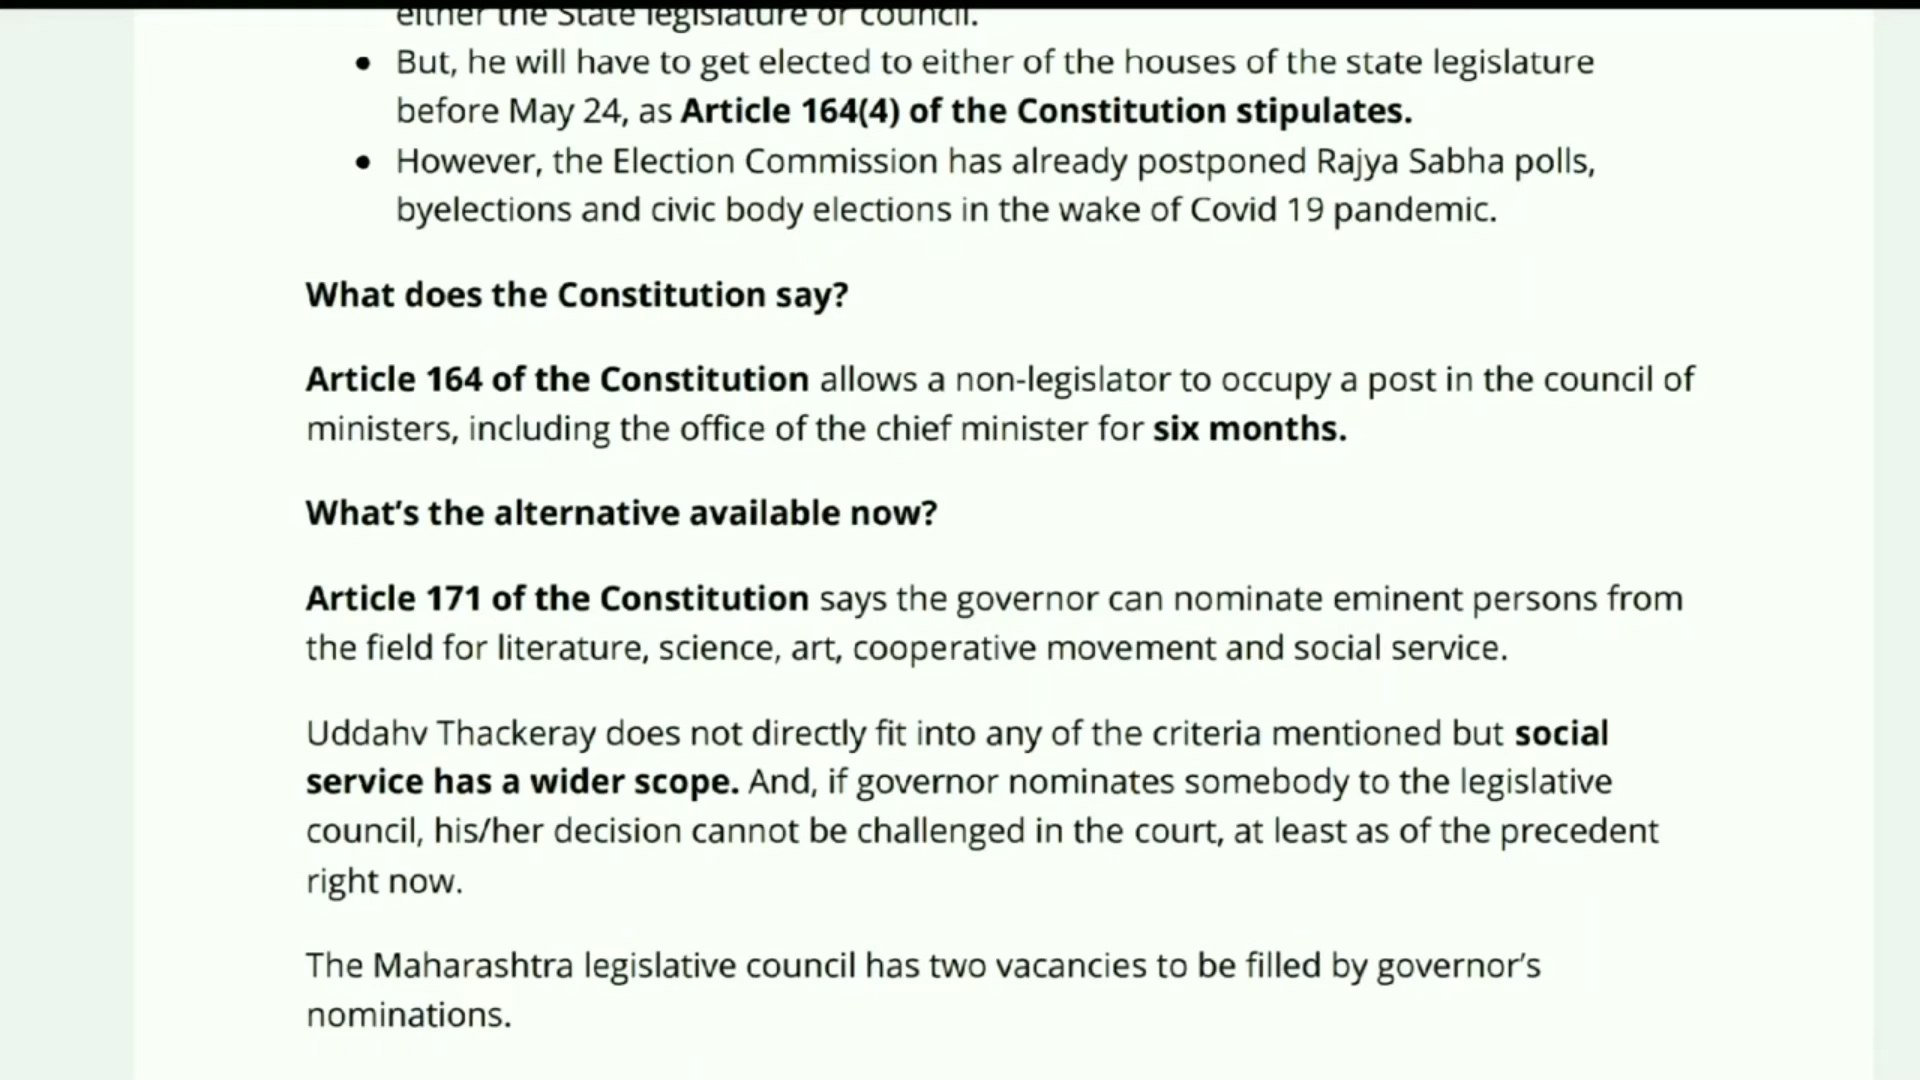 either the State legislature or council.
• But, he will have to get elected to either of the houses of the state legislature
before May 24, as Article 164(4) of the Constitution stipulates.
• However, the Election Commission has already postponed Rajya Sabha polls,
byelections and civic body elections in the wake of Covid 19 pandemic.
What does the Constitution say?
Article 164 of the Constitution allows a non-legislator to occupy a post in the council of
ministers, including the office of the chief minister for six months.
What’s the alternative available now?
Article 171 of the Constitution says the governor can nominate eminent persons from
the field for literature, science, art, cooperative movement and social service.
Uddahv Thackeray does not directly fit into any of the criteria mentioned but social
service has a wider scope. And, if governor nominates somebody to the legislative
council, his/her decision cannot be challenged in the court, at least as of the precedent
right now.
The Maharashtra legislative council has two vacancies to be filled by governor’s
nominations.